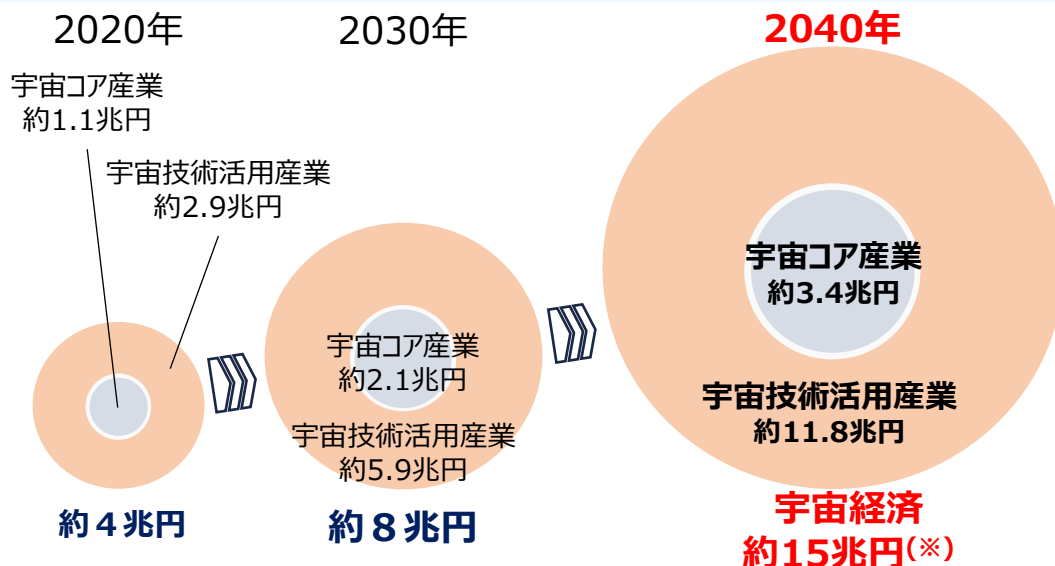 2020年
宇宙コア産業
約1.1兆円
宇宙技術活用産業
約2.9兆円
約４兆円
2030年
宇宙コア産業
約2.1兆円
宇宙技術活用産業
約5.9兆円
約８兆円
2040年
宇宙コア産業
約3.4兆円
宇宙技術活用産業
約11.8兆円
宇宙経済
約15兆円(※)